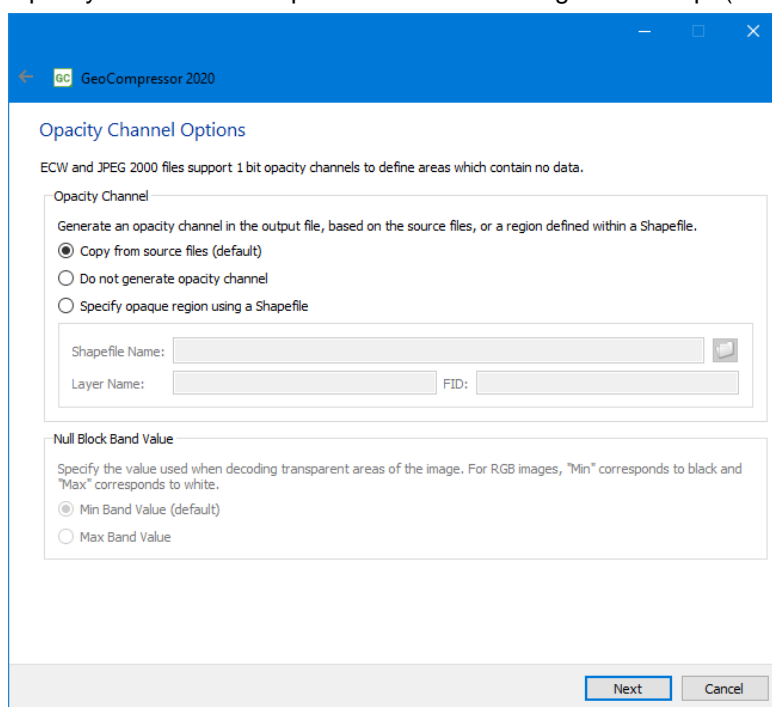 GC GeoCompressor 2020
Opacity Channel Options
ECW and JPEG 2000 files support 1 bit opacity channels to define areas which contain no data.
Opacity Channel
Generate an opacity channel in the output file, based on the source files, or a region defined within a Shapefile.
Copy from source files (default)
Do not generate opacity channel
Specify opaque region using a Shapefile
Shapefile Name:
Layer Name: FID:
Null Block Band Value
Specify the value used when decoding transparent areas of the image. For RGB images, "Min" corresponds to black and
"Max" corresponds to white.
Min Band Value (default)
Max Band Value
Next Cancel